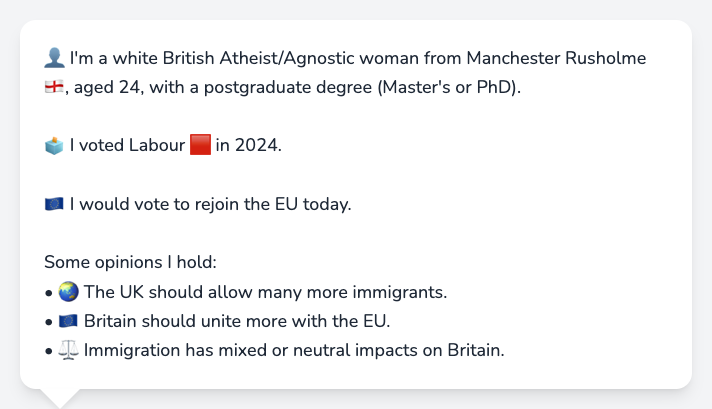 👤 I'm a white British Atheist/Agnostic woman from Manchester Rusholme
🏴󠁧󠁢󠁥󠁮󠁧󠁿, aged 24, with a postgraduate degree (Master's or PhD).
🗳️ I voted Labour 🟥 in 2024.
🇪🇺 I would vote to rejoin the EU today.
Some opinions I hold:
• 🌏 The UK should allow many more immigrants.
• 🇪🇺 Britain should unite more with the EU.
• ⚖️ Immigration has mixed or neutral impacts on Britain.